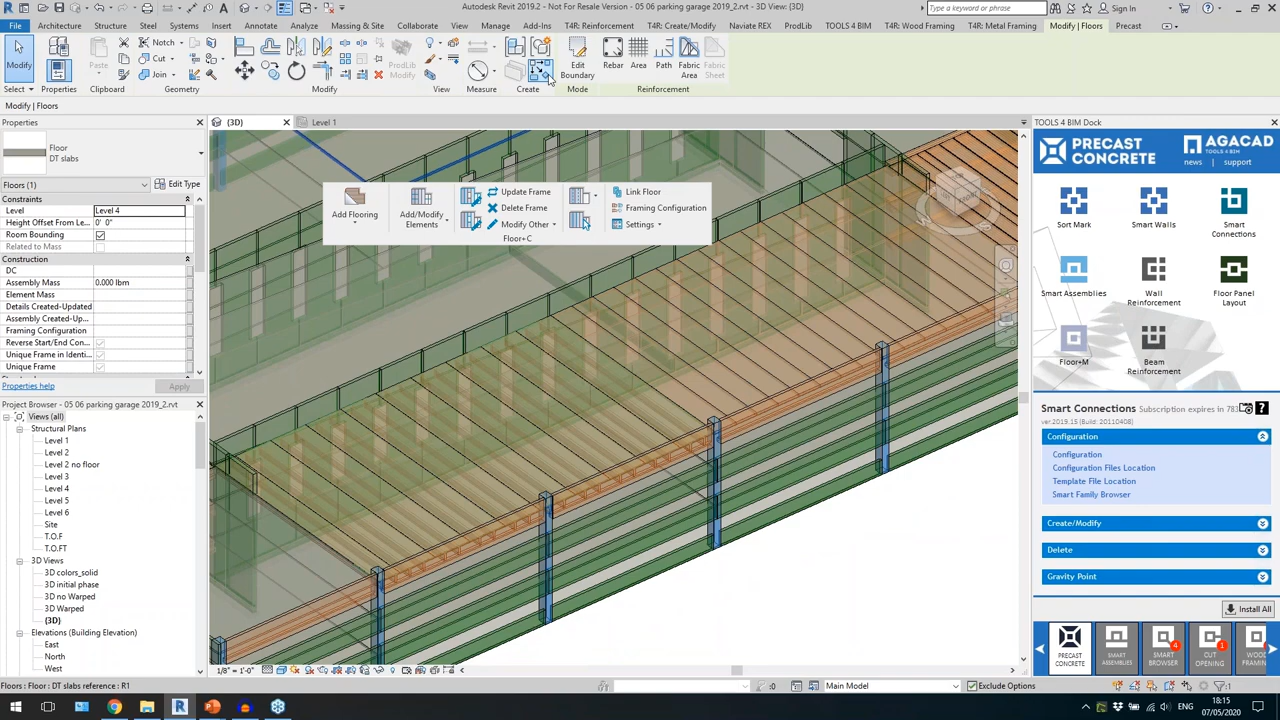 Autodesk Revit 2019.2 - Not For Resale Version - 05 06 parking garage 2019_2.rvt - 3D View: {3D}
Type a keyword or phrase
File
Architecture Structure Steel Systems Insert Annotate Analyze Massing & Site Collaborate View Manage Add-Ins T4R: Reinforcement T4R: Create/Modify Naviate REX ProdLib TOOLS 4 BIM T4R: Wood Framing T4R: Metal Framing Modify | Floors Precast
Modify
Paste
Notch
Cut
Join
ProdLib
Modify
Edit
Boundary
Rebar
Area
Path
Fabric
Area
Fabric
Sheet
Select Properties Clipboard Geometry Modify View Measure Create Mode Reinforcement
Modify | Floors
Properties
Floor
DT slabs
Floors (1)
Edit Type
Constraints
Level Level 4
Height Offset From Le... 0' 0"
Room Bounding
Related to Mass
Construction
DC
Assembly Mass 0.000 lbm
Element Mass
Details Created-Updated
Assembly Created-Up...
Framing Configuration
Reverse Start/End Con...
Unique Frame in Identi...
Unique Frame
Properties help
Apply
Project Browser - 05 06 parking garage 2019_2.rvt
Views (all)
Structural Plans
Level 1
Level 2
Level 2 no floor
Level 3
Level 4
Level 5
Level 6
Site
T.O.F
T.O.FT
3D Views
3D colors_solid
3D initial phase
3D no Warped
3D Warped
{3D}
Elevations (Building Elevation)
East
North
West
{3D}
Level 1
Add Flooring
Add/Modify
Elements
Update Frame
Delete Frame
Modify Other
Link Floor
Framing Configuration
Settings
Floor+C
1/8" = 1'-0"
TOOLS 4 BIM Dock
PRECAST
CONCRETE
AGACAD
TOOLS 4 BIM
news | support
Sort Mark
Smart Walls
Smart
Connections
Smart Assemblies
Wall
Reinforcement
Floor Panel
Layout
Floor+M
Beam
Reinforcement
Smart Connections Subscription expires in 783
ver.2019.15 (Build: 20110408)
Configuration
Configuration
Configuration Files Location
Template File Location
Smart Family Browser
Create/Modify
Delete
Gravity Point
Install All
PRECAST
CONCRETE
SMART
ASSEMBLIES
SMART
BROWSER
4
CUT
OPENING
1
WOOD
FRAMIN
Floors : Floor : DT slabs reference : R1
:0
Main Model
Exclude Options
:1
ENG
18:15
07/05/2020